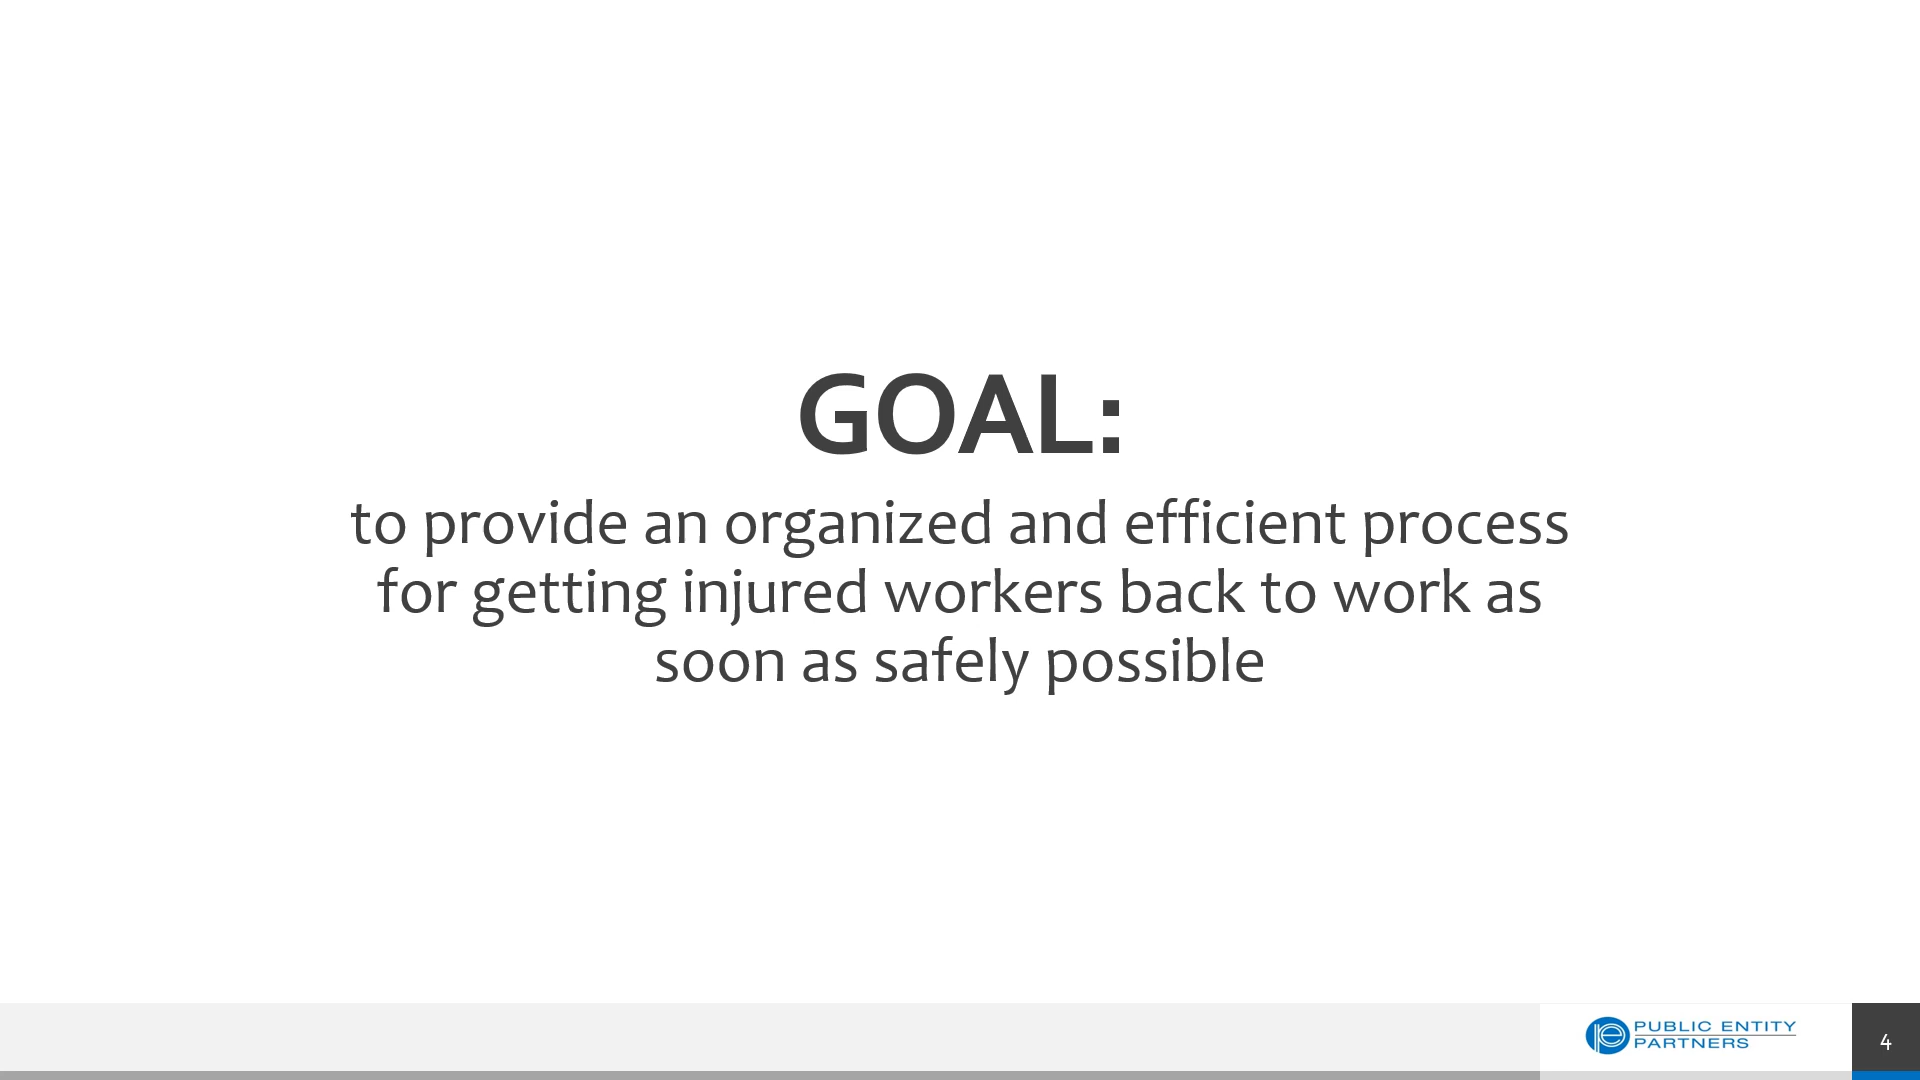 GOAL:
to provide an organized and efficient process
for getting injured workers back to work as
soon as safely possible
PUBLIC ENTITY
PARTNERS
4